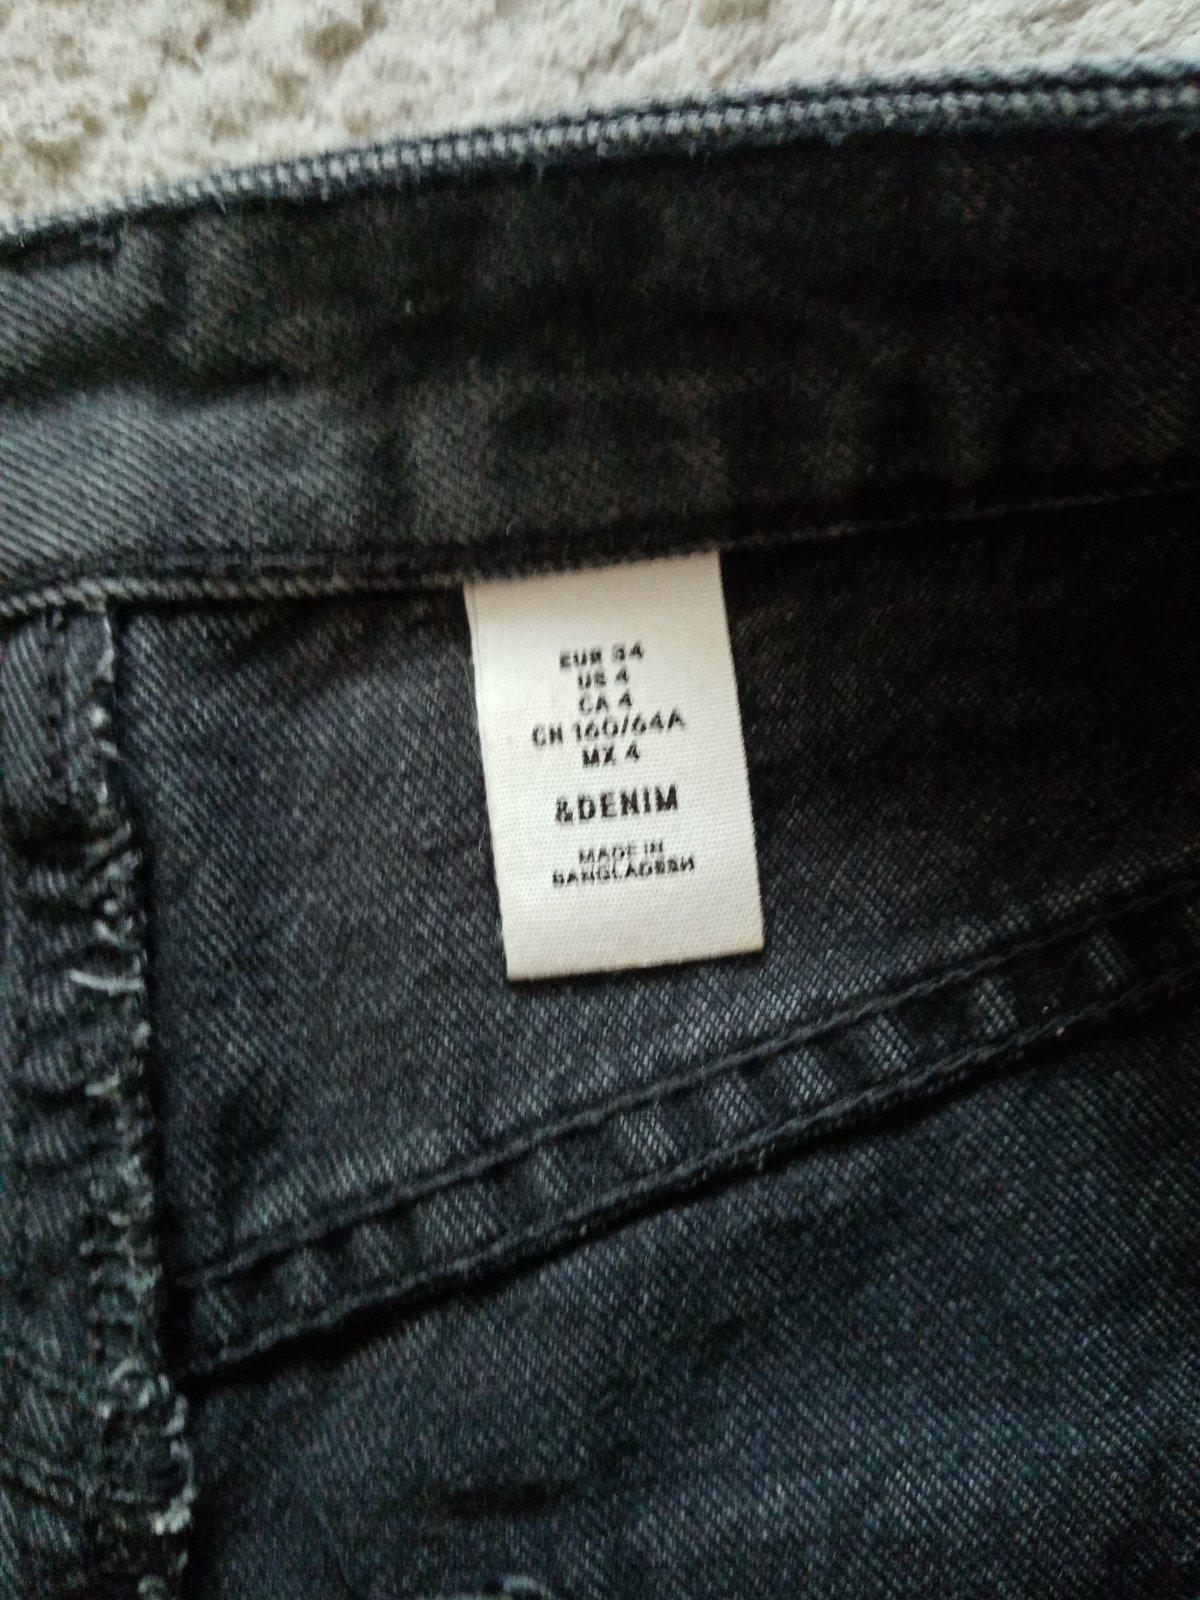 EUR 34
US 4
CA 4
CN 160/64A
MX 4
&DENIM
MADE IN
BANGLADESH